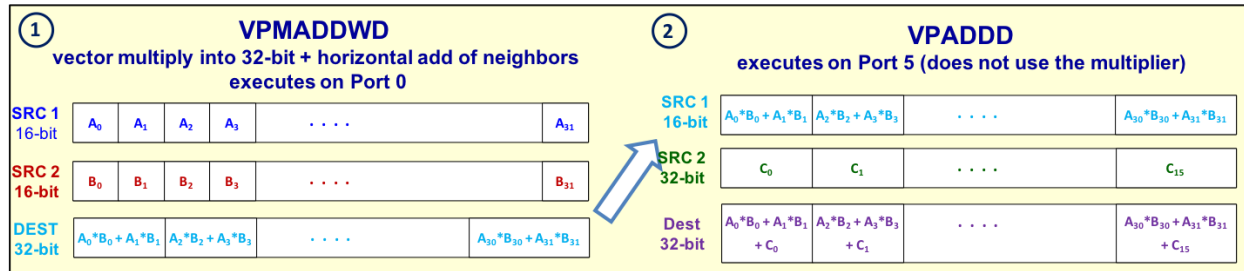 1
VPMADDWD
vector multiply into 32-bit + horizontal add of neighbors
executes on Port 0
SRC 1
16-bit
A0 A1 A2 A3 . . . . A31
SRC 2
16-bit
B0 B1 B2 B3 . . . . B31
DEST
32-bit
A0*B0 + A1*B1 A2*B2 + A3*B3 . . . . A30*B30 + A31*B31
2
VPADDD
executes on Port 5 (does not use the multiplier)
SRC 1
16-bit
A0*B0 + A1*B1 A2*B2 + A3*B3 . . . . A30*B30 + A31*B31
SRC 2
32-bit
C0 C1 . . . . C15
Dest
32-bit
A0*B0 + A1*B1 A2*B2 + A3*B3 . . . . A30*B30 + A31*B31
+ C0 + C1 + C15